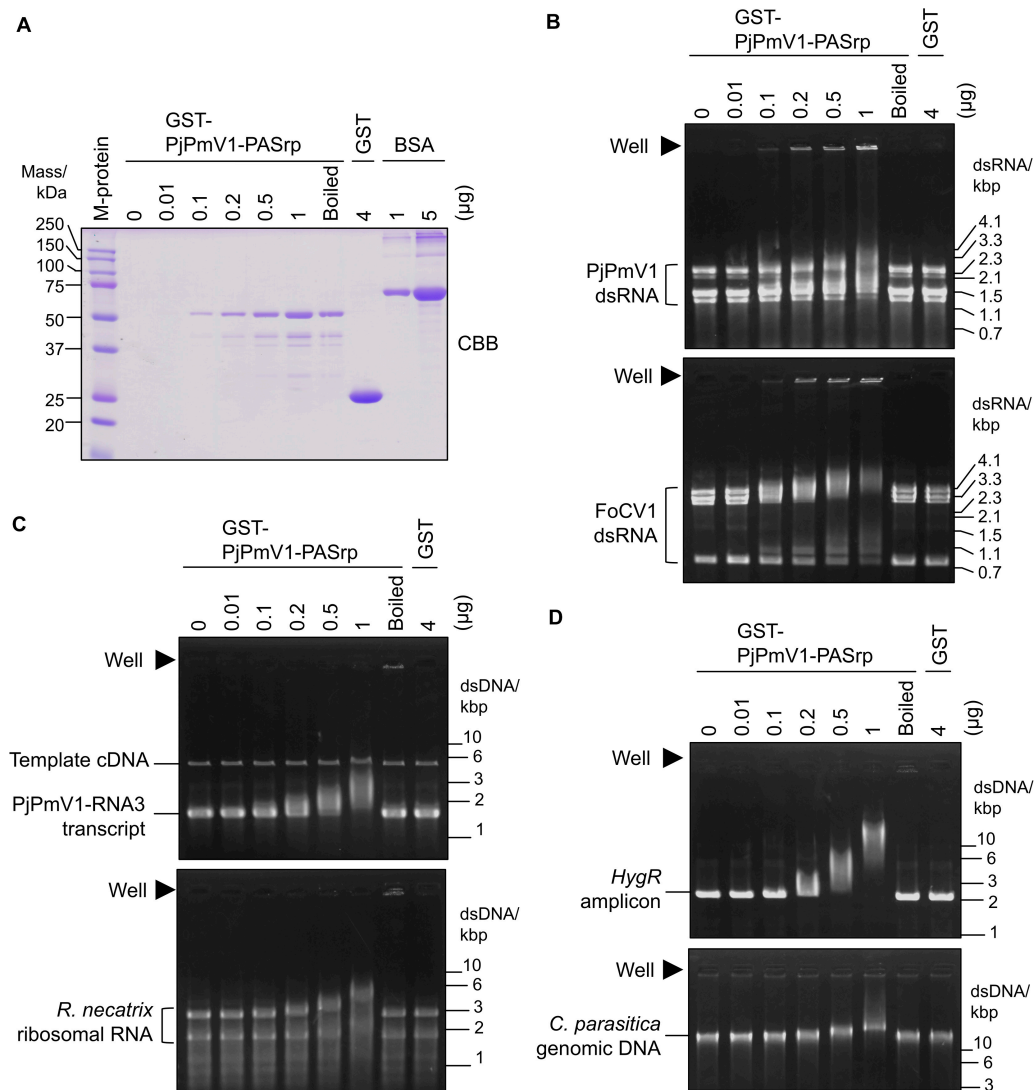 A
GST-
PjPmV1-PASrp
GST
BSA
Mass/
kDa
M-protein
0
0.01
0.1
0.2
0.5
1
Boiled
4
1
5
(µg)
250
150
100
75
50
37
25
20
CBB
B
GST-
PjPmV1-PASrp
GST
0
0.01
0.1
0.2
0.5
1
Boiled
4
(µg)
Well
dsRNA/
kbp
4.1
3.3
2.3
2.1
1.5
1.1
0.7
PjPmV1
dsRNA
Well
dsRNA/
kbp
4.1
3.3
2.3
2.1
1.5
1.1
0.7
FoCV1
dsRNA
C
GST-
PjPmV1-PASrp
GST
0
0.01
0.1
0.2
0.5
1
Boiled
4
(µg)
Well
dsDNA/
kbp
10
6
3
2
1
Template cDNA
PjPmV1-RNA3
transcript
Well
dsDNA/
kbp
10
6
3
2
1
R. necatrix
ribosomal RNA
D
GST-
PjPmV1-PASrp
GST
0
0.01
0.1
0.2
0.5
1
Boiled
4
(µg)
Well
dsDNA/
kbp
10
6
3
2
1
HygR
amplicon
Well
dsDNA/
kbp
10
6
3
C. parasitica
genomic DNA